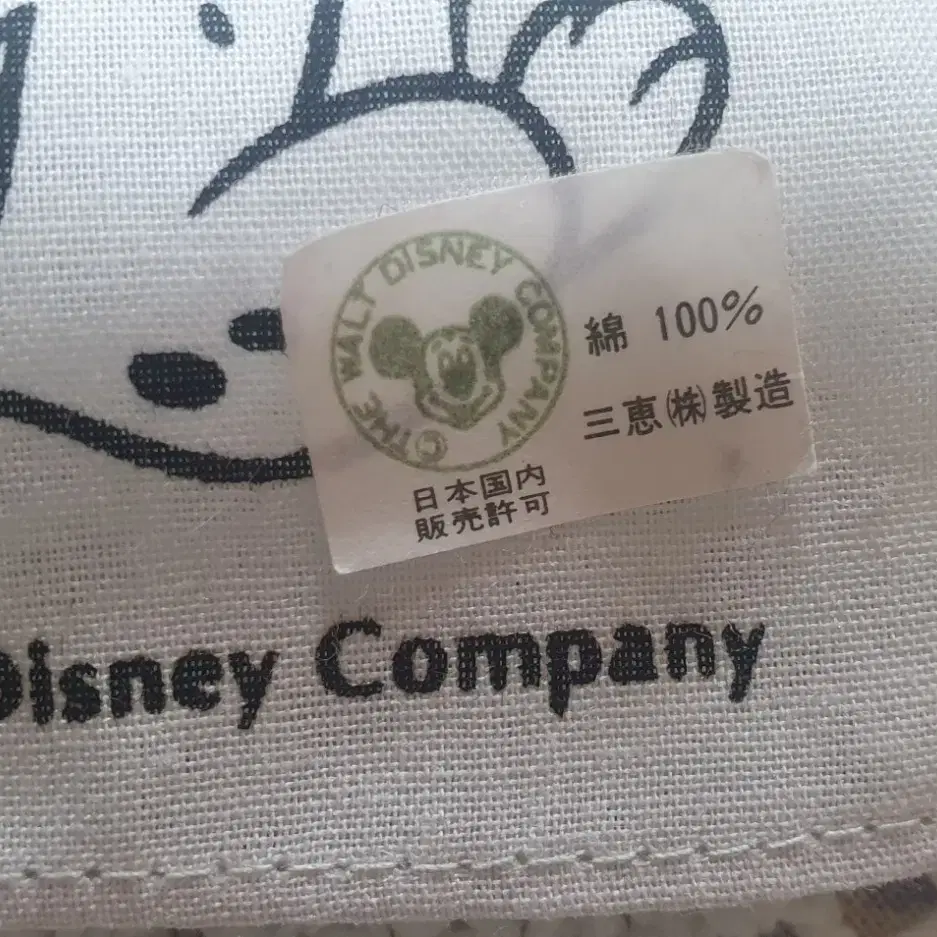 © THE WALT DISNEY COMPANY
綿 100%
三恵㈱製造
日本国内
販売許可
Disney Company